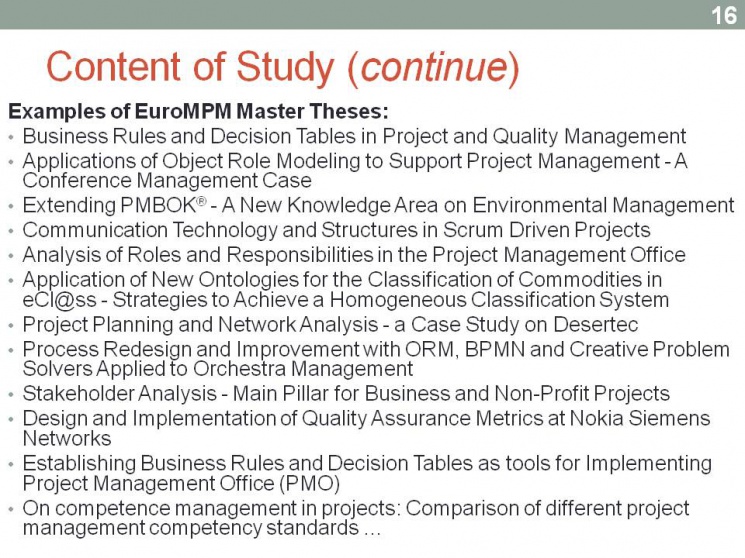 16
Content of Study (continue)
Examples of EuroMPM Master Theses:
• Business Rules and Decision Tables in Project and Quality Management
• Applications of Object Role Modeling to Support Project Management - A
Conference Management Case
• Extending PMBOK® - A New Knowledge Area on Environmental Management
• Communication Technology and Structures in Scrum Driven Projects
• Analysis of Roles and Responsibilities in the Project Management Office
• Application of New Ontologies for the Classification of Commodities in
eCl@ss - Strategies to Achieve a Homogeneous Classification System
• Project Planning and Network Analysis - a Case Study on Desertec
• Process Redesign and Improvement with ORM, BPMN and Creative Problem
Solvers Applied to Orchestra Management
• Stakeholder Analysis - Main Pillar for Business and Non-Profit Projects
• Design and Implementation of Quality Assurance Metrics at Nokia Siemens
Networks
• Establishing Business Rules and Decision Tables as tools for Implementing
Project Management Office (PMO)
• On competence management in projects: Comparison of different project
management competency standards ...